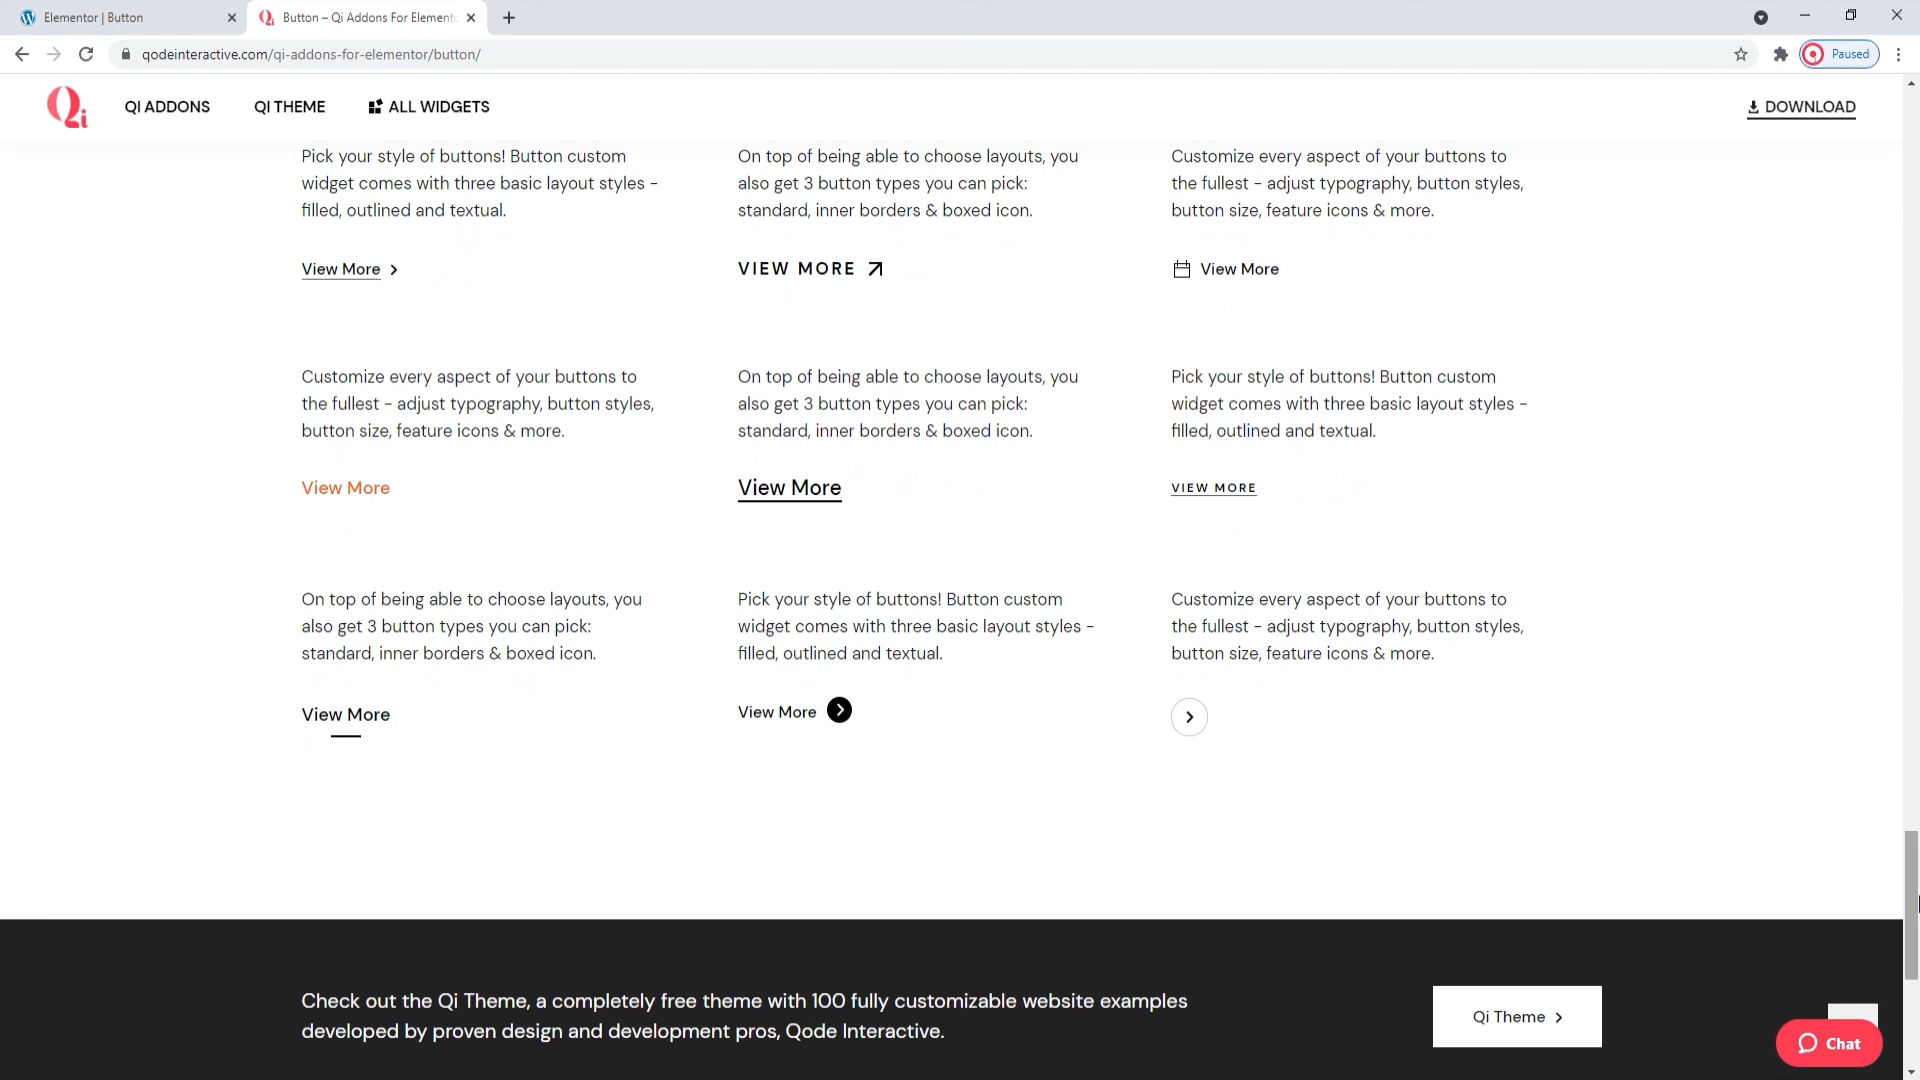 Elementor | Button
Button – Qi Addons For Element
qodeinteractive.com/qi-addons-for-elementor/button/
Paused
Qi
QI ADDONS
QI THEME
ALL WIDGETS
DOWNLOAD
Pick your style of buttons! Button custom
widget comes with three basic layout styles -
filled, outlined and textual.
View More
On top of being able to choose layouts, you
also get 3 button types you can pick:
standard, inner borders & boxed icon.
VIEW MORE
Customize every aspect of your buttons to
the fullest - adjust typography, button styles,
button size, feature icons & more.
View More
Customize every aspect of your buttons to
the fullest - adjust typography, button styles,
button size, feature icons & more.
View More
On top of being able to choose layouts, you
also get 3 button types you can pick:
standard, inner borders & boxed icon.
View More
Pick your style of buttons! Button custom
widget comes with three basic layout styles -
filled, outlined and textual.
VIEW MORE
On top of being able to choose layouts, you
also get 3 button types you can pick:
standard, inner borders & boxed icon.
View More
Pick your style of buttons! Button custom
widget comes with three basic layout styles -
filled, outlined and textual.
View More
Customize every aspect of your buttons to
the fullest - adjust typography, button styles,
button size, feature icons & more.
Check out the Qi Theme, a completely free theme with 100 fully customizable website examples
developed by proven design and development pros, Qode Interactive.
Qi Theme
Chat